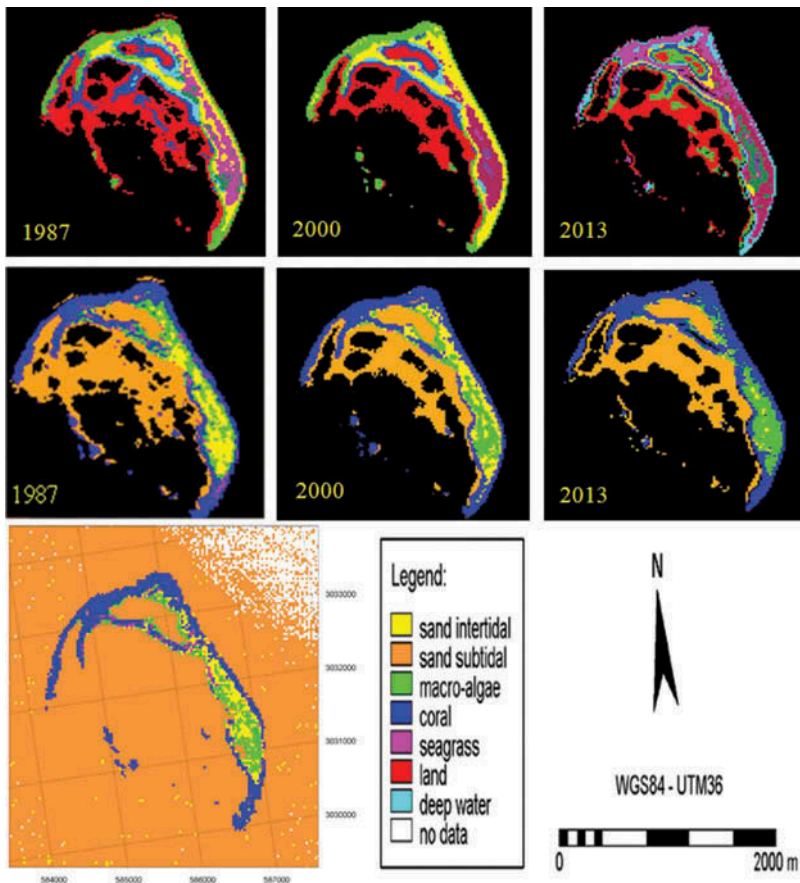 1987
2000
2013
1987
2000
2013
3033000
3032000
3031000
3030000
584000
585000
586000
587000
Legend:
sand intertidal
sand subtidal
macro-algae
coral
seagrass
land
deep water
no data
N
WGS84 - UTM36
0
2000 m